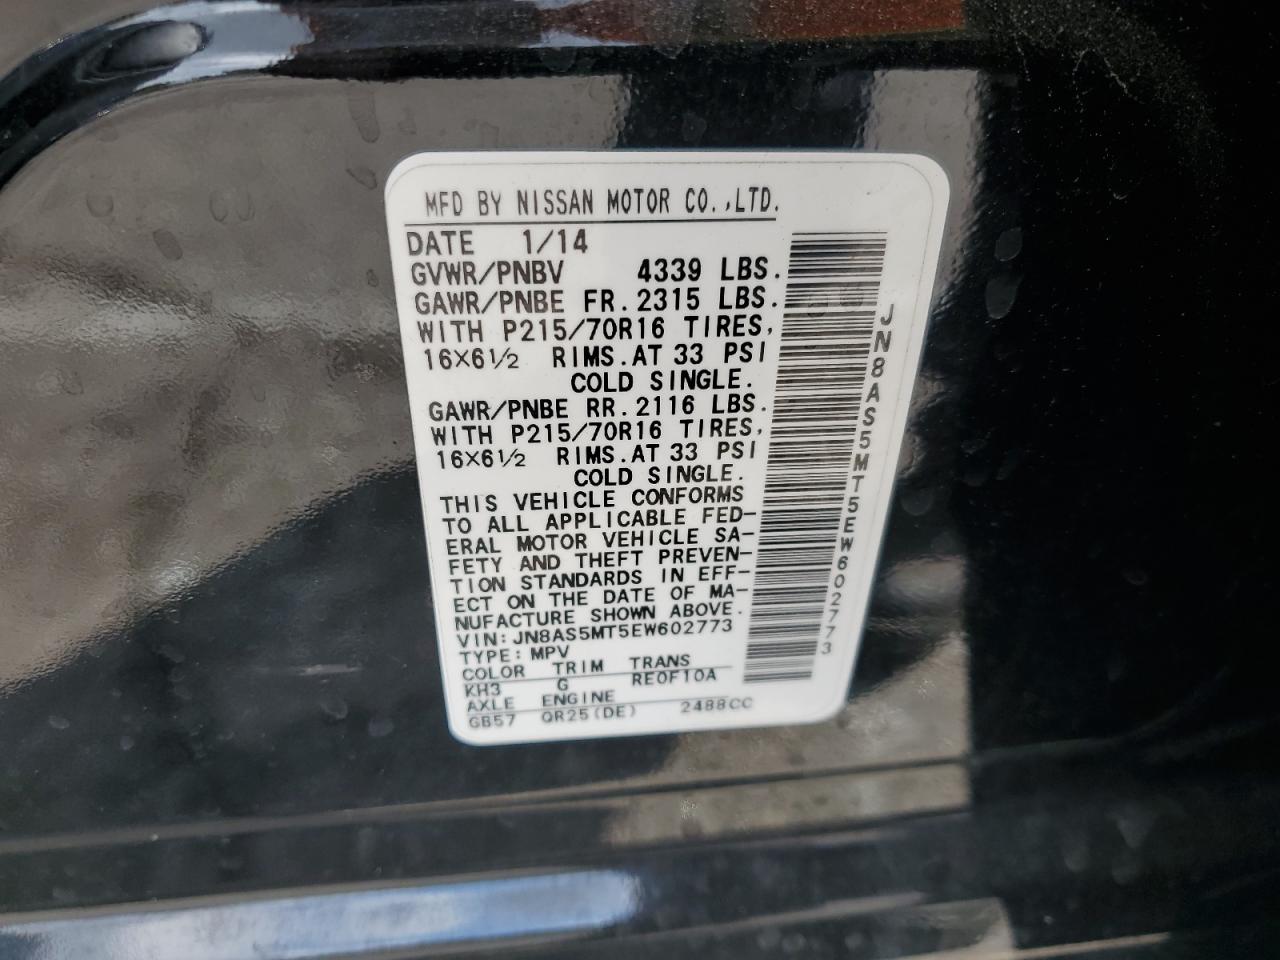 MFD BY NISSAN MOTOR CO.,LTD.
DATE 1/14
GVWR/PNBV 4339 LBS.
GAWR/PNBE FR.2315 LBS.
WITH P215/70R16 TIRES,
16X6½ RIMS.AT 33 PSI
COLD SINGLE.
GAWR/PNBE RR.2116 LBS.
WITH P215/70R16 TIRES,
16X6½ RIMS.AT 33 PSI
COLD SINGLE.
THIS VEHICLE CONFORMS
TO ALL APPLICABLE FED-
ERAL MOTOR VEHICLE SA-
FETY AND THEFT PREVEN-
TION STANDARDS IN EFF-
ECT ON THE DATE OF MA-
NUFACTURE SHOWN ABOVE.
VIN:JN8AS5MT5EW602773
TYPE:MPV
COLOR TRIM TRANS
KH3 G RE0F10A
AXLE ENGINE
GB57 QR25(DE) 2488CC
JN8AS5MT5EW602773